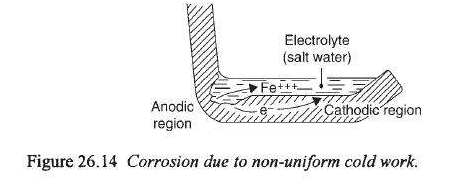 Electrolyte
(salt water)
Fe+++
Anodic
region
e
Cathodic region
Figure 26.14 Corrosion due to non-uniform cold work.